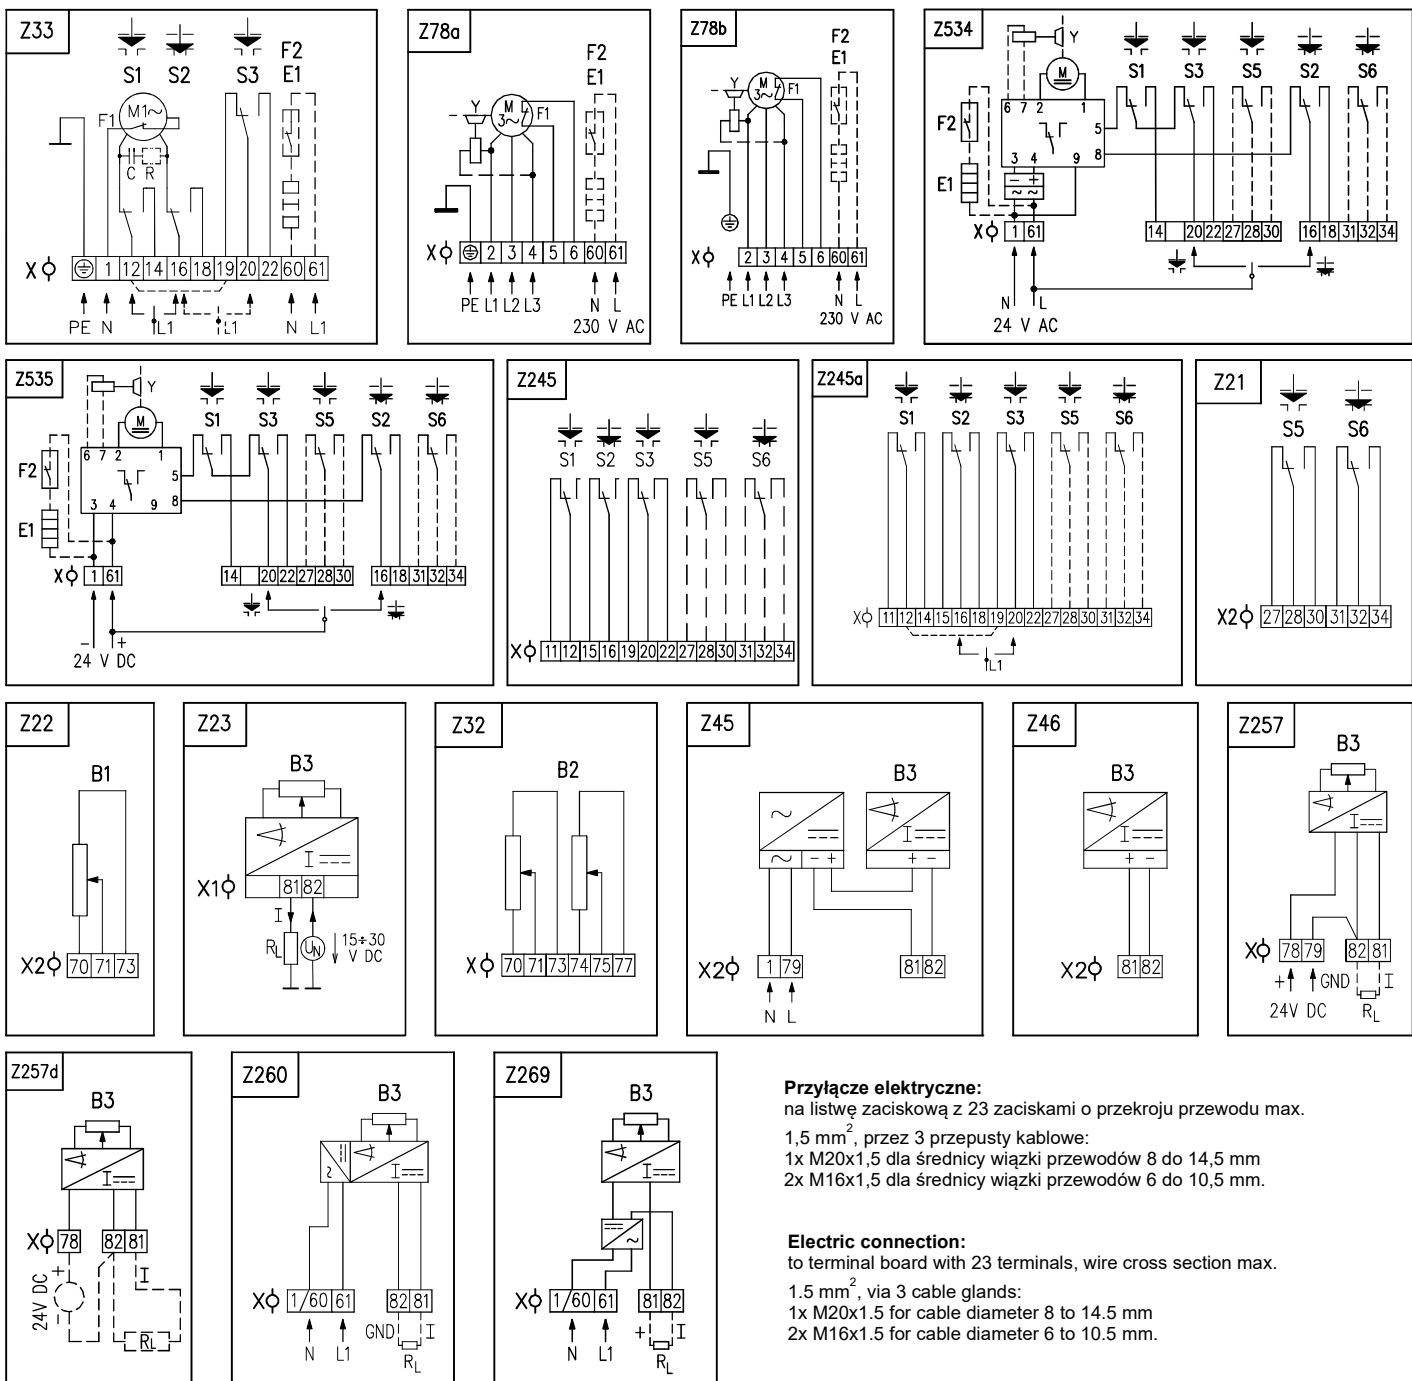 Z33
S1 S2 S3 F2
E1
F1 M1~
C R
X 1 12 14 16 18 19 20 22 60 61
PE N L1 L1 N L1
Z78a
F2
E1
Y M 3~ F1
X 2 3 4 5 6 60 61
PE L1 L2 L3 N L
230 V AC
Z78b
F2
E1
Y M 3~ F1
X 2 3 4 5 6 60 61
PE L1 L2 L3 N L
230 V AC
Z534
Y
M
S1 S3 S5 S2 S6
6 7 2 1
F2 5
8
3 4 9
E1 - +
~ ~
X 1 61 14 20 22 27 28 30 16 18 31 32 34
N L
24 V AC
Z535
Y
M
S1 S3 S5 S2 S6
6 7 2 1
F2 5
8
3 4 9
E1
X 1 61 14 20 22 27 28 30 16 18 31 32 34
- +
24 V DC
Z245
S1 S2 S3 S5 S6
X 11 12 15 16 19 20 22 27 28 30 31 32 34
Z245a
S1 S2 S3 S5 S6
X 11 12 14 15 16 18 19 20 22 27 28 30 31 32 34
L1
Z21
S5 S6
X2 27 28 30 31 32 34
Z22
B1
X2 70 71 73
Z23
B3
I
X1 81 82
I
RL UN 15÷30
V DC
Z32
B2
X 70 71 73 74 75 77
Z45
B3
~ - + + -
X2 1 79 81 82
N L
Z46
B3
+ -
X2 81 82
Z257
B3
I
X 78 79 82 81
+ GND I
24V DC RL
Z257d
B3
I
X 78 82 81
+ I
24V DC
- RL
Z260
B3
~ I
X 1/60 61 82 81
GND I
N L1 RL
Z269
B3
I
~
X 1/60 61 81 82
+ I
N L1 RL
Przyłącze elektryczne:
na listwę zaciskową z 23 zaciskami o przekroju przewodu max.
1,5 mm², przez 3 przepusty kablowe:
1x M20x1,5 dla średnicy wiązki przewodów 8 do 14,5 mm
2x M16x1,5 dla średnicy wiązki przewodów 6 do 10,5 mm.
Electric connection:
to terminal board with 23 terminals, wire cross section max.
1.5 mm², via 3 cable glands:
1x M20x1.5 for cable diameter 8 to 14.5 mm
2x M16x1.5 for cable diameter 6 to 10.5 mm.